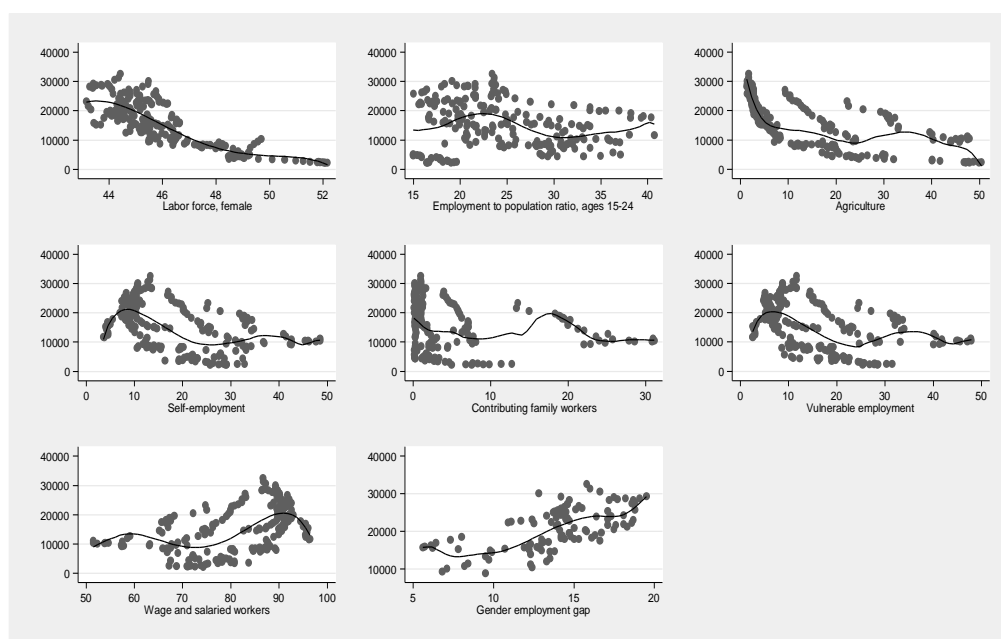 40000 40000 40000
30000 30000 30000
20000 20000 20000
10000 10000 10000
0 0 0
44 46 48 50 52 15 20 25 30 35 40 0 10 20 30 40 50
Labor force, female Employment to population ratio, ages 15-24 Agriculture
40000 40000 40000
30000 30000 30000
20000 20000 20000
10000 10000 10000
0 0 0
0 10 20 30 40 50 0 10 20 30 0 10 20 30 40 50
Self-employment Contributing family workers Vulnerable employment
40000 40000
30000 30000
20000 20000
10000 10000
0
50 60 70 80 90 100 5 10 15 20
Wage and salaried workers Gender employment gap